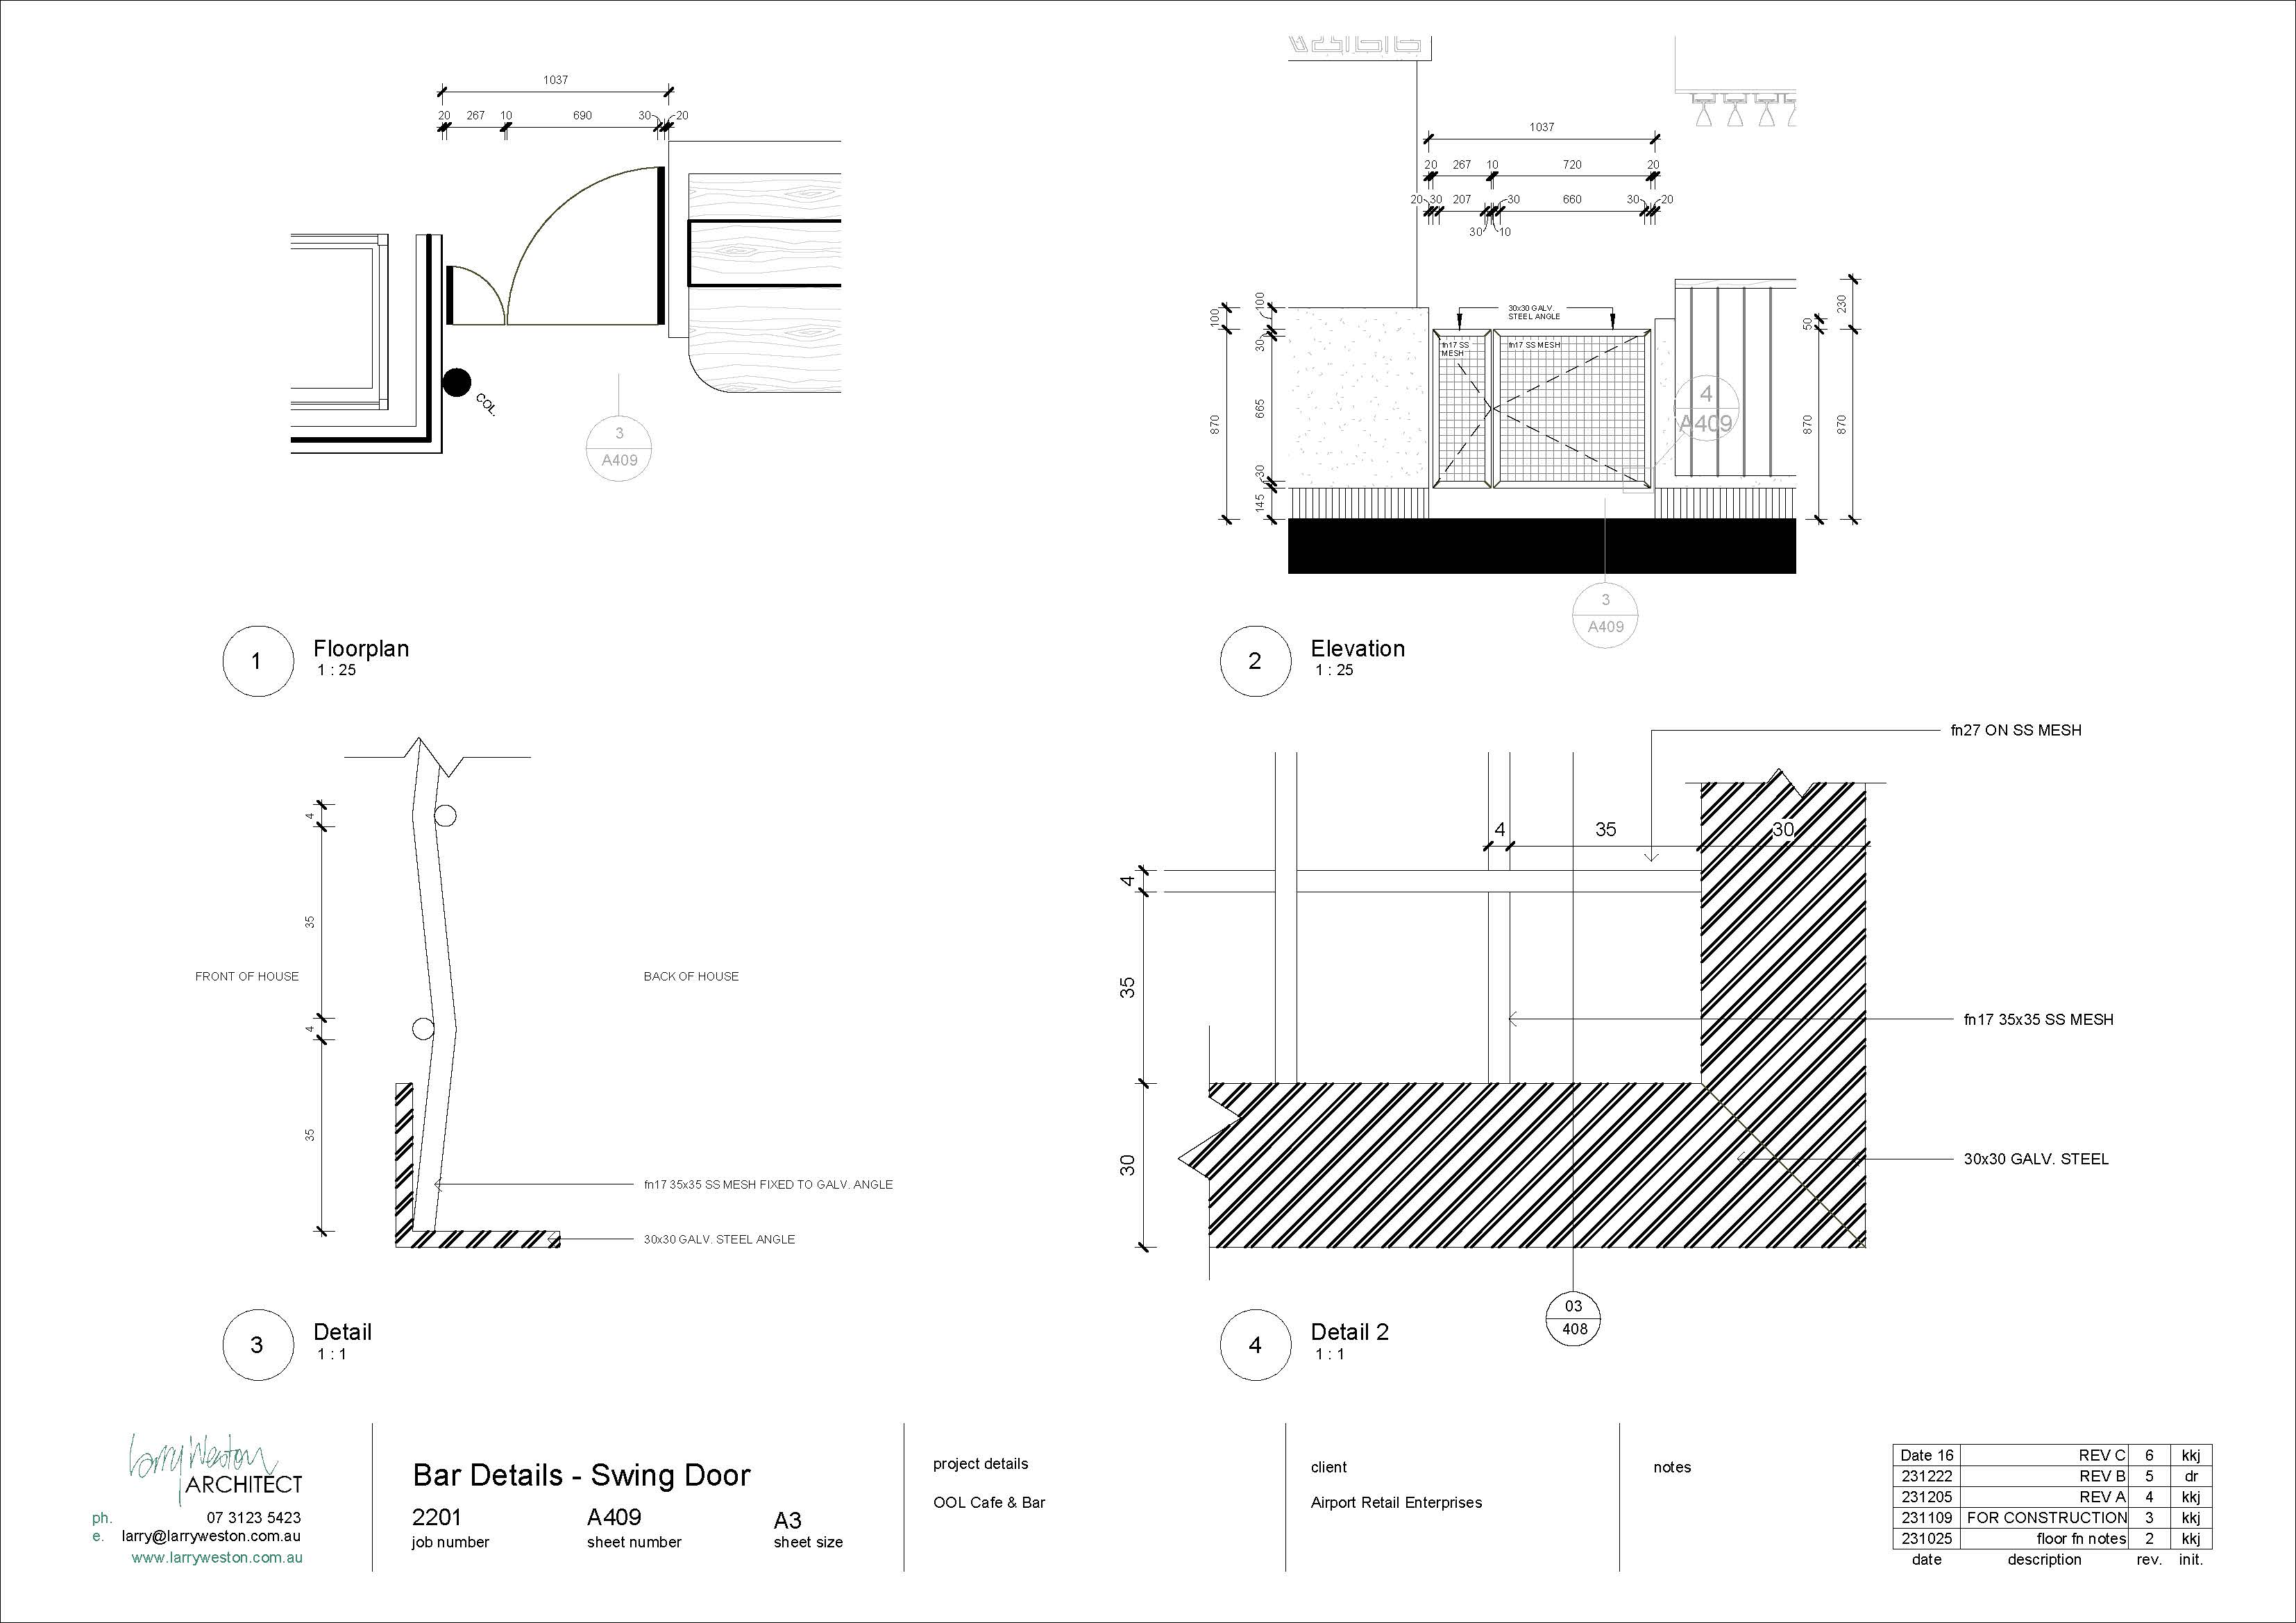 1037
20 267 10 690 30 20
COL.
3
A409
1
Floorplan
1 : 25
1037
20 267 10 720 20
20 30 207 30 660 30 20
30 10
100
870
100
30
665
30
145
30x30 GALV.
STEEL ANGLE
fn17 SS
MESH
fn17 SS MESH
4
A409
50
870
230
870
3
A409
2
Elevation
1 : 25
4
35
4
35
FRONT OF HOUSE
BACK OF HOUSE
fn17 35x35 SS MESH FIXED TO GALV. ANGLE
30x30 GALV. STEEL ANGLE
3
Detail
1 : 1
fn27 ON SS MESH
4 35 30
4
35
30
fn17 35x35 SS MESH
30x30 GALV. STEEL
03
408
4
Detail 2
1 : 1
Larry Weston
ARCHITECT
ph. 07 3123 5423
e. larry@larryweston.com.au
www.larryweston.com.au
Bar Details - Swing Door
2201 A409 A3
job number sheet number sheet size
project details
OOL Cafe & Bar
client
Airport Retail Enterprises
notes
Date 16 REV C 6 kkj
231222 REV B 5 dr
231205 REV A 4 kkj
231109 FOR CONSTRUCTION 3 kkj
231025 floor fn notes 2 kkj
date description rev. init.